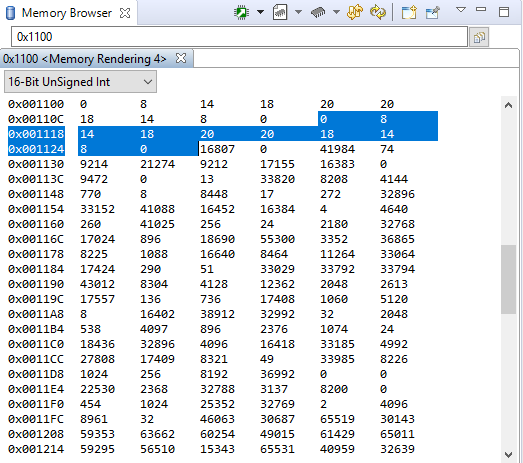 Memory Browser
0x1100
0x1100 <Memory Rendering 4>
16-Bit UnSigned Int
0x001100 0 8 14 18 20 20
0x00110C 18 14 8 0 0 8
0x001118 14 18 20 20 18 14
0x001124 8 0 16807 0 41984 74
0x001130 9214 21274 9212 17155 16383 0
0x00113C 9472 0 13 33820 8208 4144
0x001148 770 8 8448 17 272 32896
0x001154 33152 41088 16452 16384 4 4640
0x001160 260 41025 256 24 2180 32768
0x00116C 17024 896 18690 55300 3352 36865
0x001178 8225 1088 16640 8464 11264 33064
0x001184 17424 290 51 33029 33792 33794
0x001190 43012 8304 4128 12362 2048 2613
0x00119C 17557 136 736 17408 1060 5120
0x0011A8 8 16402 38912 32992 32 2048
0x0011B4 538 4097 896 2376 1074 24
0x0011C0 18436 32896 4096 16418 33185 4992
0x0011CC 27808 17409 8321 49 33985 8226
0x0011D8 1024 256 8192 36992 0 0
0x0011E4 22530 2368 32788 3137 8200 0
0x0011F0 454 1024 25352 32769 2 4096
0x0011FC 8961 32 46063 30687 65519 30143
0x001208 59353 63662 60254 49015 61429 65011
0x001214 59295 56510 15343 65531 40959 32639